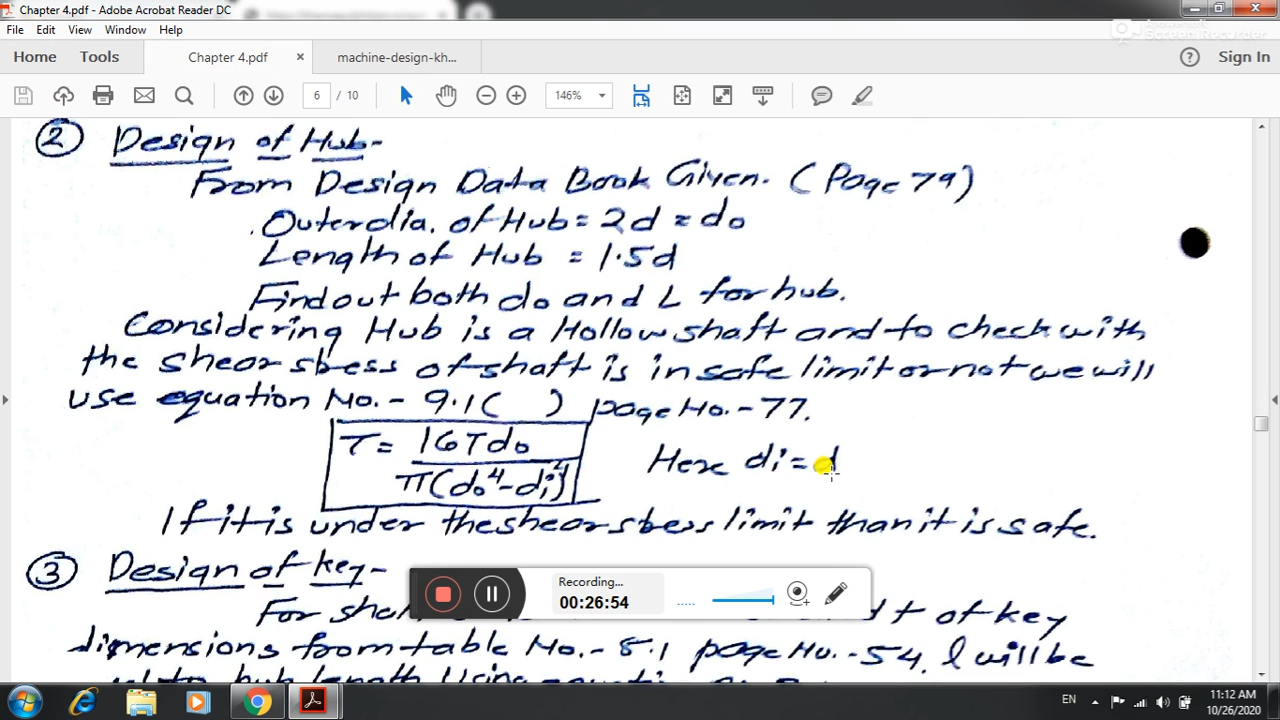 Chapter 4.pdf - Adobe Acrobat Reader DC
File Edit View Window Help
Home Tools Chapter 4.pdf × machine-design-kh...
? Sign In
6 / 10 146%
2 Design of Hub-
From Design Data Book Given. (Page 79)
Outer dia. of Hub = 2d = do
Length of Hub = 1.5d
Findout both do and L for hub.
Considering Hub is a Hollow shaft and to check with
the shear stress of shaft is in safe limit or not we will
use equation No.- 9.1 ( ) page No.- 77.
τ = 16Tdo / π(do⁴-di⁴) Here di = d
If it is under the shear stress limit than it is safe.
3 Design of key-
For of key
dimensions from table No.- 5.1 page No.- 54. l will be
Recording...
00:26:54
EN 11:12 AM
10/26/2020